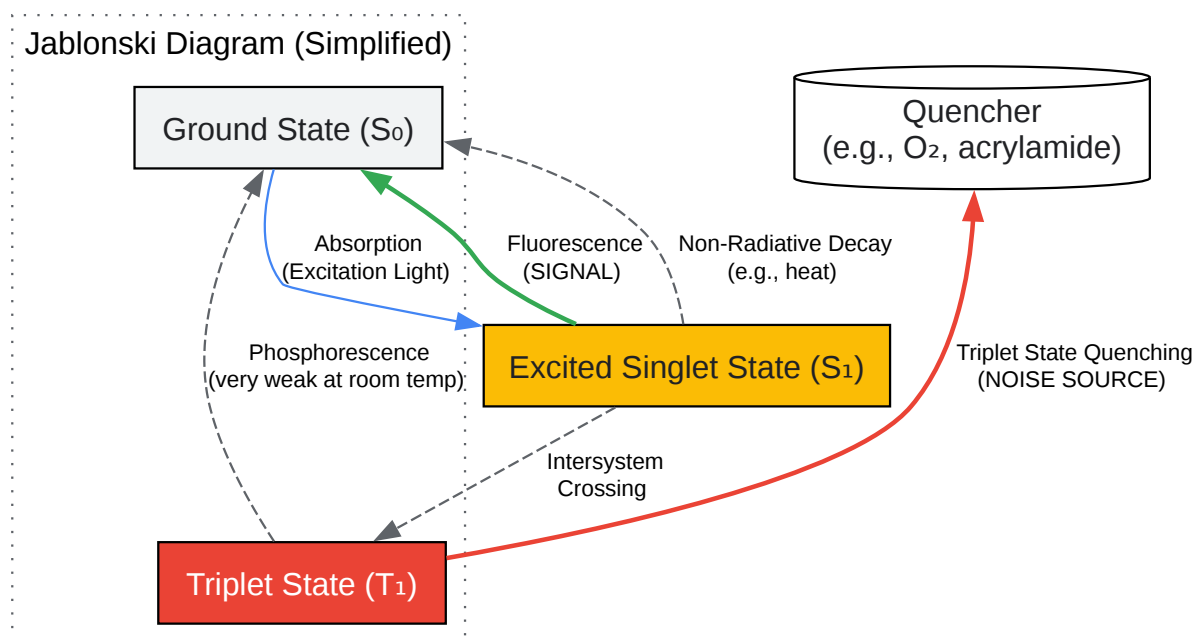 Jablonski Diagram (Simplified)
Ground State (S₀)
Quencher
(e.g., O₂, acrylamide)
Absorption
(Excitation Light)
Fluorescence
(SIGNAL)
Non-Radiative Decay
(e.g., heat)
Phosphorescence
(very weak at room temp)
Excited Singlet State (S₁)
Triplet State Quenching
(NOISE SOURCE)
Intersystem
Crossing
Triplet State (T₁)